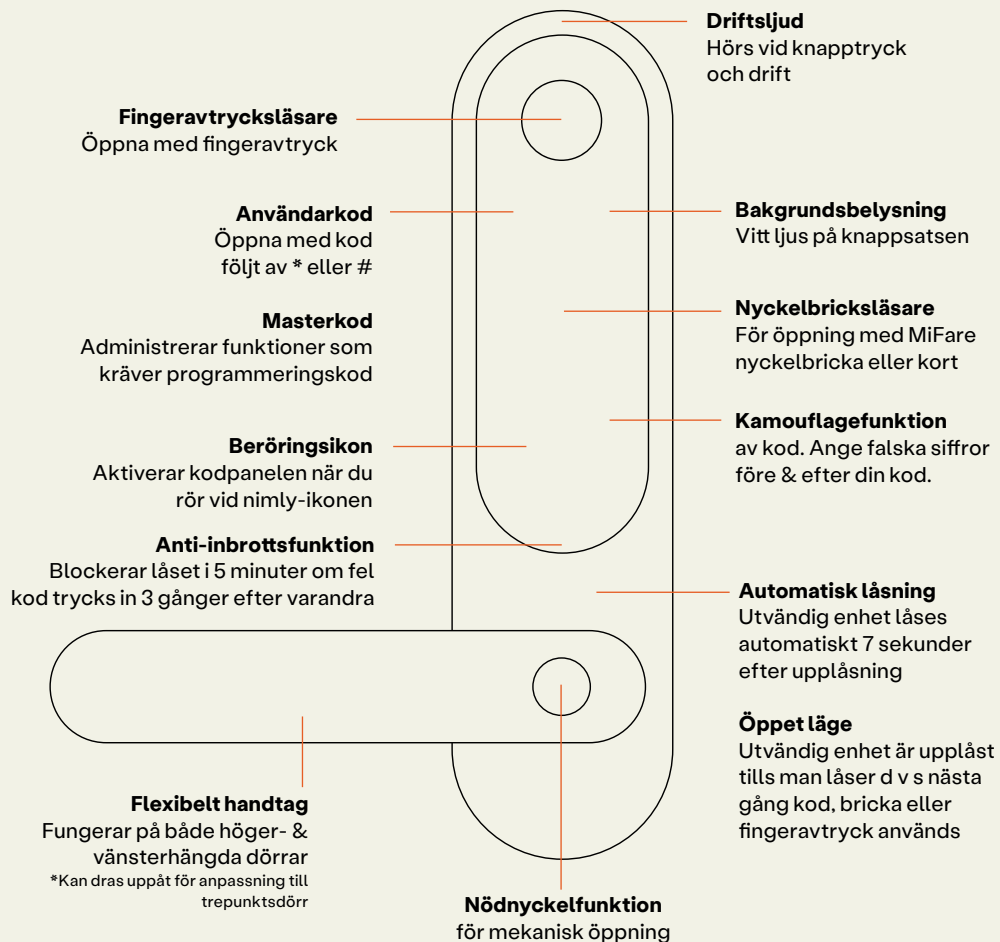 Driftsljud
Hörs vid knapptryck
och drift
Fingeravtrycksläsare
Öppna med fingeravtryck
Användarkod
Öppna med kod
följt av * eller #
Bakgrundsbelysning
Vitt ljus på knappsatsen
Masterkod
Administrerar funktioner som
kräver programmeringskod
Nyckelbricksläsare
För öppning med MiFare
nyckelbricka eller kort
Beröringsikon
Aktiverar kodpanelen när du
rör vid nimly-ikonen
Kamouflagefunktion
av kod. Ange falska siffror
före & efter din kod.
Anti-inbrottsfunktion
Blockerar låset i 5 minuter om fel
kod trycks in 3 gånger efter varandra
Automatisk låsning
Utvändig enhet låses
automatiskt 7 sekunder
efter upplåsning
Öppet läge
Utvändig enhet är upplåst
tills man låser d v s nästa
gång kod, bricka eller
fingeravtryck används
Flexibelt handtag
Fungerar på både höger- &
vänsterhängda dörrar
*Kan dras uppåt för anpassning till
trepunktsdörr
Nödnyckelfunktion
för mekanisk öppning